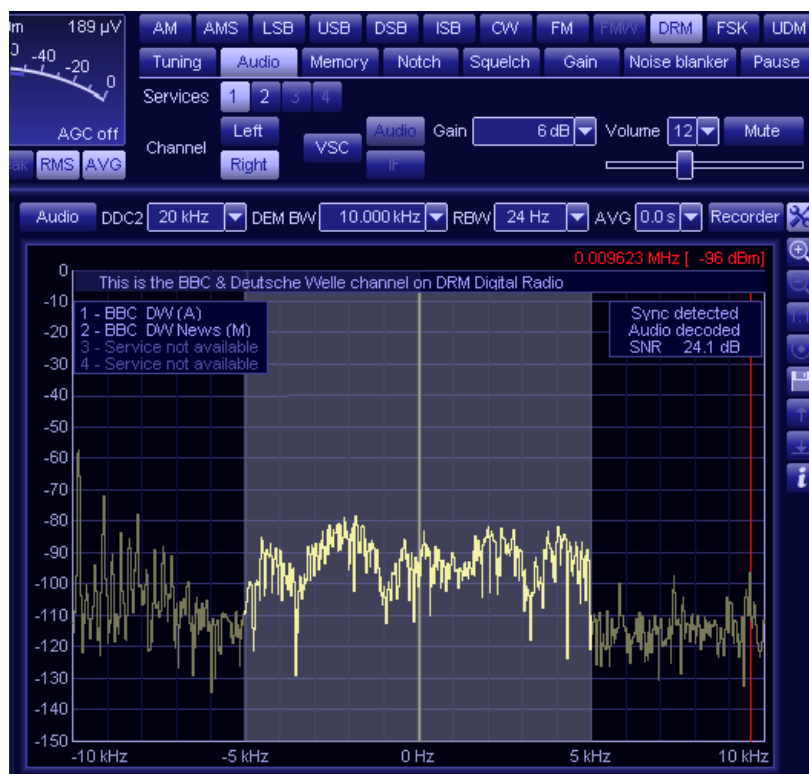 189 µV AM AMS LSB USB DSB ISB CW FM FMW DRM FSK UDM
-40 -20 0 Tuning Audio Memory Notch Squelch Gain Noise blanker Pause
Services 1 2 3 4
AGC off Channel Left VSC Audio Gain 6 dB Volume 12 Mute
RMS AVG Right IF
Audio DDC2 20 kHz DEM BW 10.000 kHz RBW 24 Hz AVG 0.0 s Recorder
0.009623 MHz [ -96 dBm]
This is the BBC & Deutsche Welle channel on DRM Digital Radio
1 - BBC DW (A)
2 - BBC DW News (M)
3 - Service not available
4 - Service not available
Sync detected
Audio decoded
SNR 24.1 dB
0
-10
-20
-30
-40
-50
-60
-70
-80
-90
-100
-110
-120
-130
-140
-150
-10 kHz -5 kHz 0 Hz 5 kHz 10 kHz
1:1
i